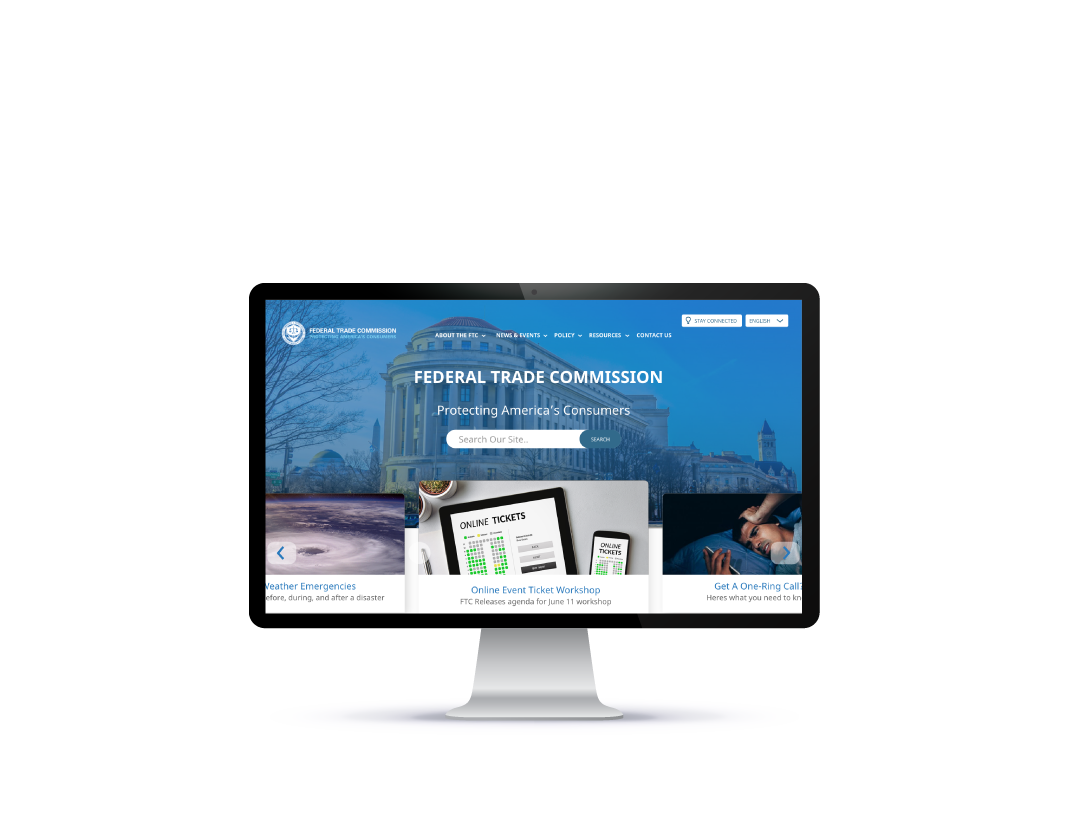 STAY CONNECTED
ENGLISH
FEDERAL TRADE COMMISSION
PROTECTING AMERICA'S CONSUMERS
ABOUT THE FTC
NEWS & EVENTS
POLICY
RESOURCES
CONTACT US
FEDERAL TRADE COMMISSION
Protecting America's Consumers
Search Our Site..
SEARCH
ONLINE TICKETS
ONLINE
TICKETS
Weather Emergencies
efore, during, and after a disaster
Online Event Ticket Workshop
FTC Releases agenda for June 11 workshop
Get A One-Ring Call?
Heres what you need to kn